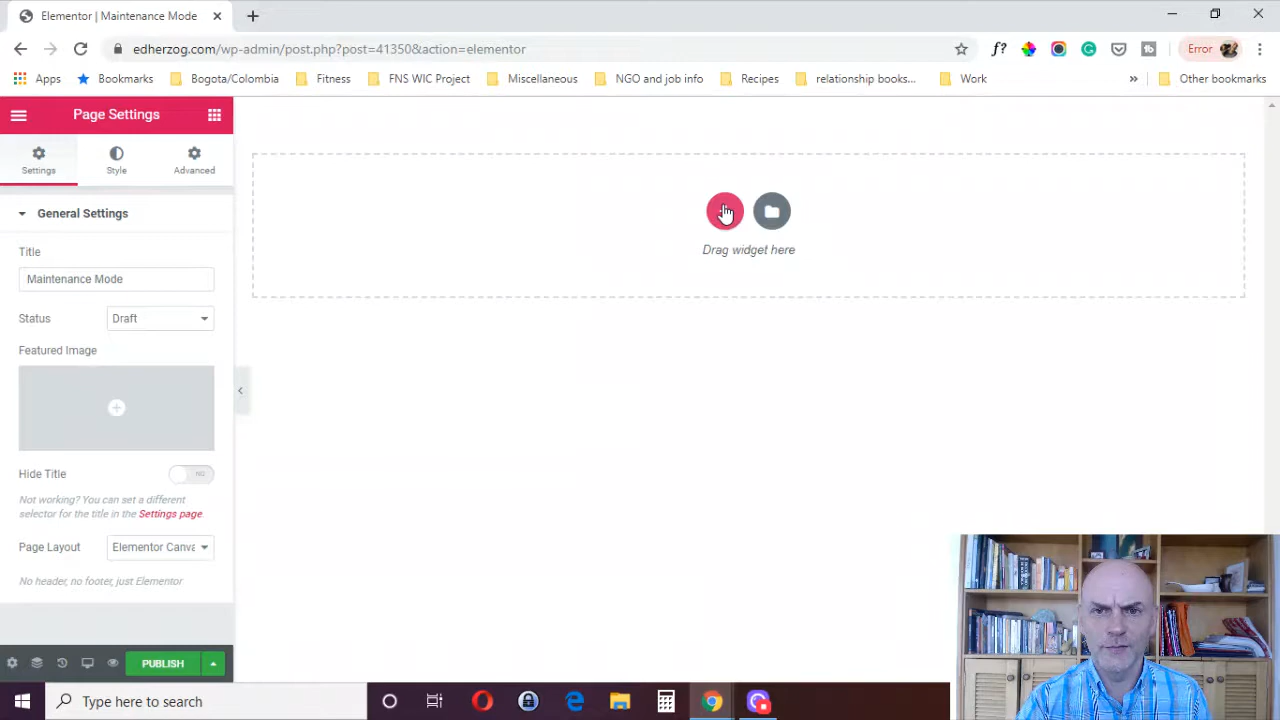 Elementor | Maintenance Mode
edherzog.com/wp-admin/post.php?post=41350&action=elementor
f?
Error
Apps
Bookmarks
Bogota/Colombia
Fitness
FNS WIC Project
Miscellaneous
NGO and job info
Recipes
relationship books...
Work
»
Other bookmarks
Page Settings
Settings
Style
Advanced
General Settings
Title
Maintenance Mode
Status
Draft
Featured Image
Hide Title
NO
Not working? You can set a different
selector for the title in the Settings page.
Page Layout
Elementor Canva
No header, no footer, just Elementor
PUBLISH
Drag widget here
Type here to search